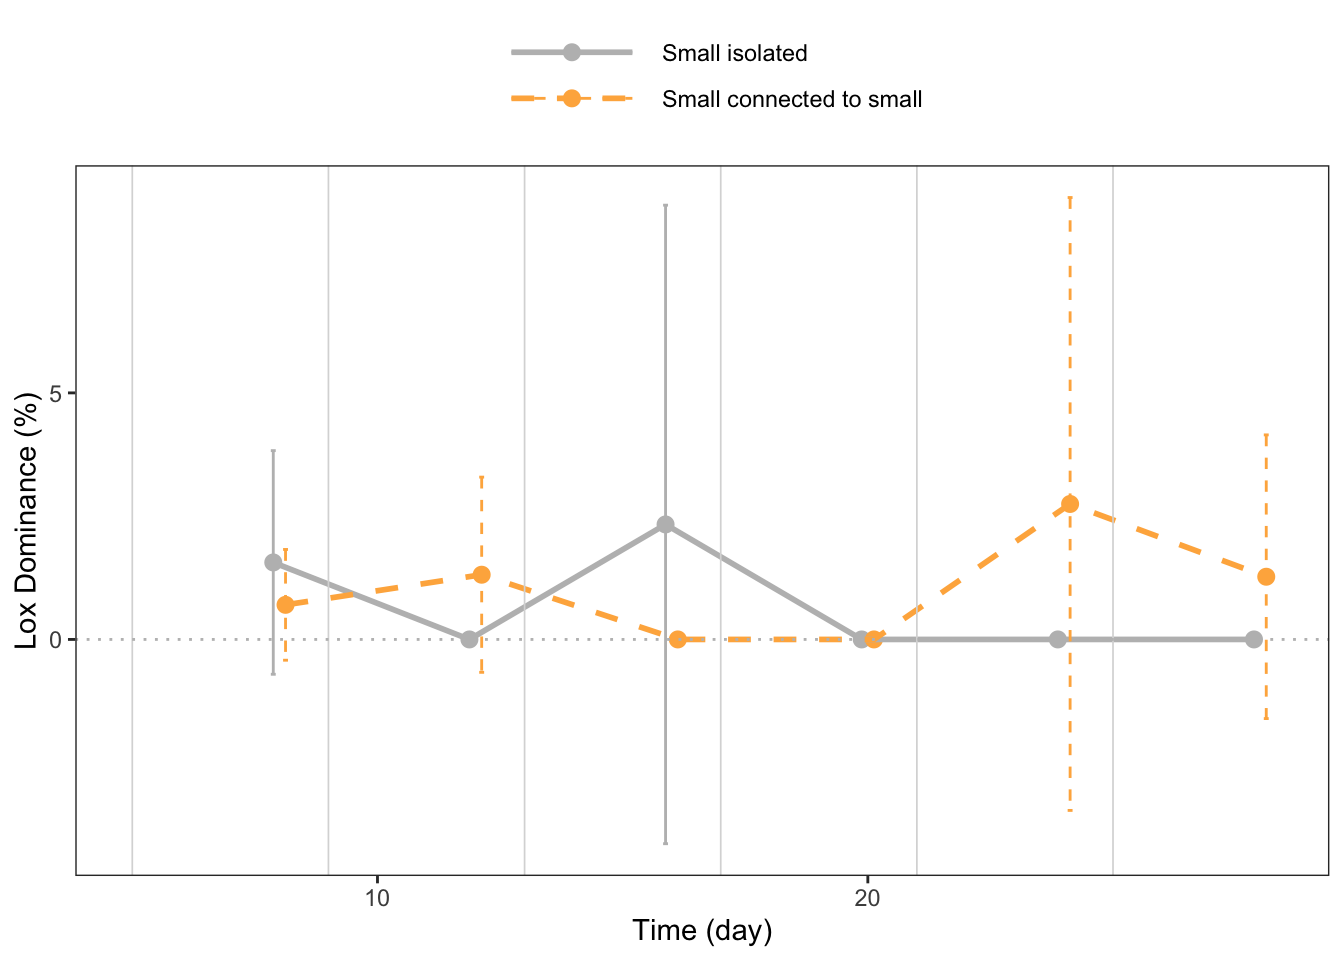 Small isolated
Small connected to small
Lox Dominance (%)
5
0
10
20
Time (day)